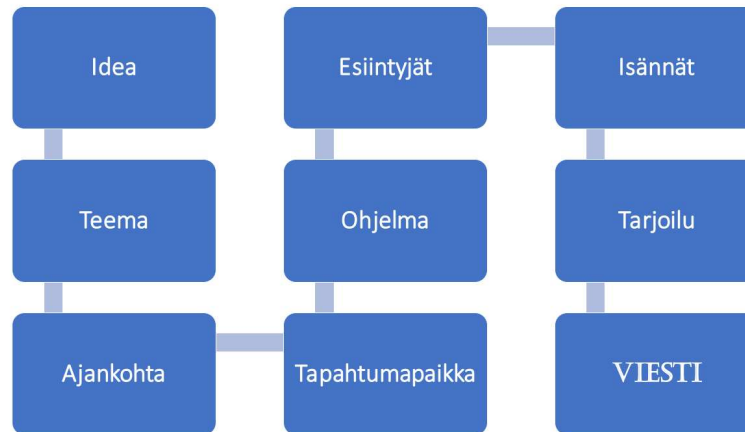 Idea
Teema
Ajankohta
Tapahtumapaikka
Ohjelma
Esiintyjät
Isännät
Tarjoilu
VIESTI